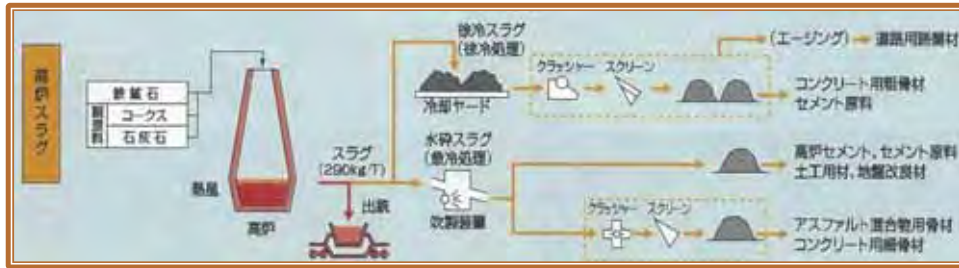 高炉スラグ
鉄鉱石
副原料
コークス
石灰石
熱風
高炉
スラグ
(290kg/T)
出銑
徐冷スラグ
(徐冷処理)
冷却ヤード
クラッシャー
スクリーン
(エージング)
道路用路盤材
コンクリート用粗骨材
セメント原料
水砕スラグ
(急冷処理)
吹製装置
高炉セメント、セメント原料
土工用材、地盤改良材
クラッシャー
スクリーン
アスファルト混合物用骨材
コンクリート用細骨材